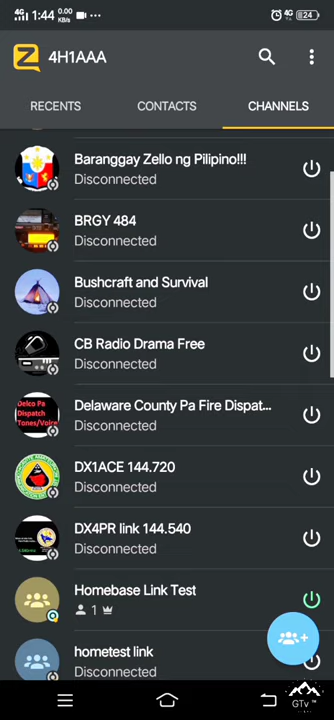 4G 1:44 0.00 KB/s ... 4G 24
4H1AAA
RECENTS CONTACTS CHANNELS
Baranggay Zello ng Pilipino!!!
Disconnected
BRGY 484
Disconnected
Bushcraft and Survival
Disconnected
CB Radio Drama Free
Disconnected
Delco Pa
Dispatch
Tones/Voice
Delaware County Pa Fire Dispat...
Disconnected
DX1ACE 144.720
Disconnected
DX4PR link 144.540
Disconnected
Homebase Link Test
1
hometest link
Disconnected
GTv™